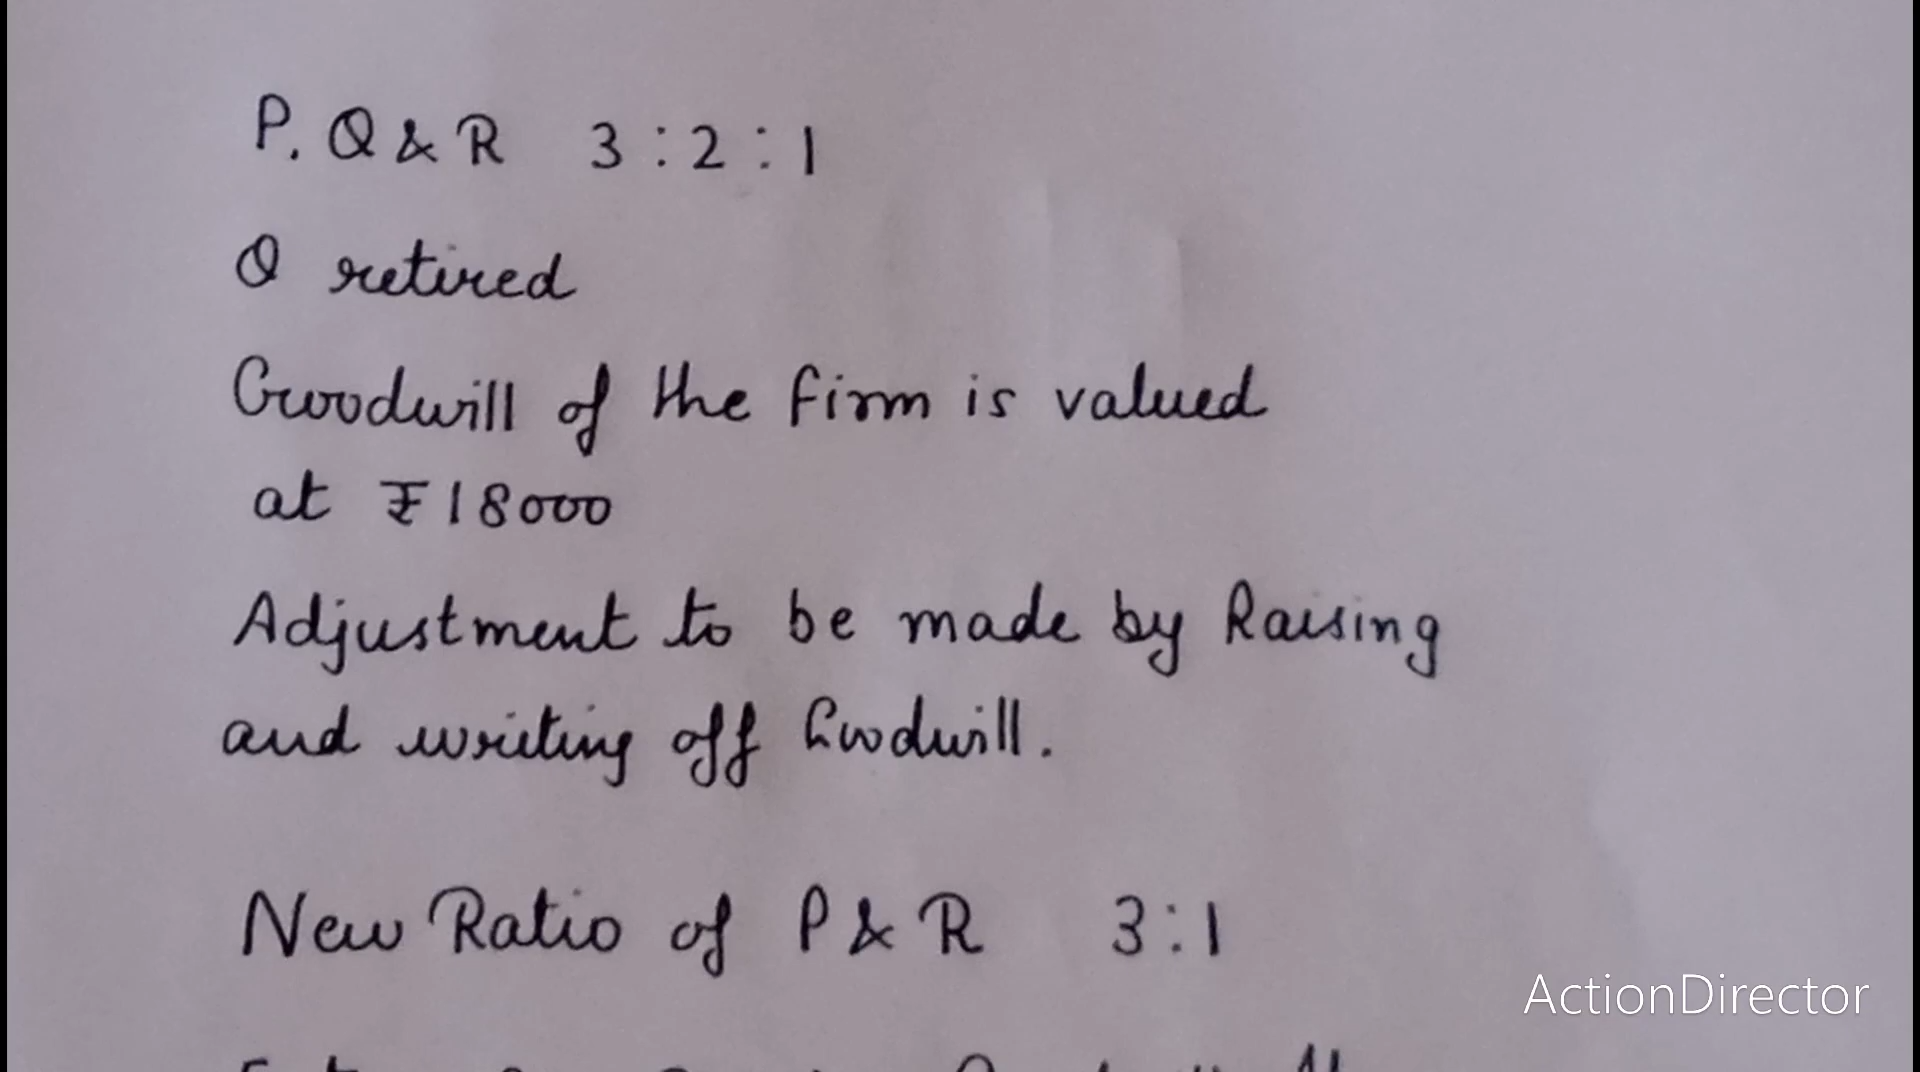 P. Q & R 3 : 2 : 1
Q retired
Goodwill of the firm is valued
at ₹18000
Adjustment to be made by Raising
and writing off Goodwill.
New Ratio of P & R 3:1
ActionDirector